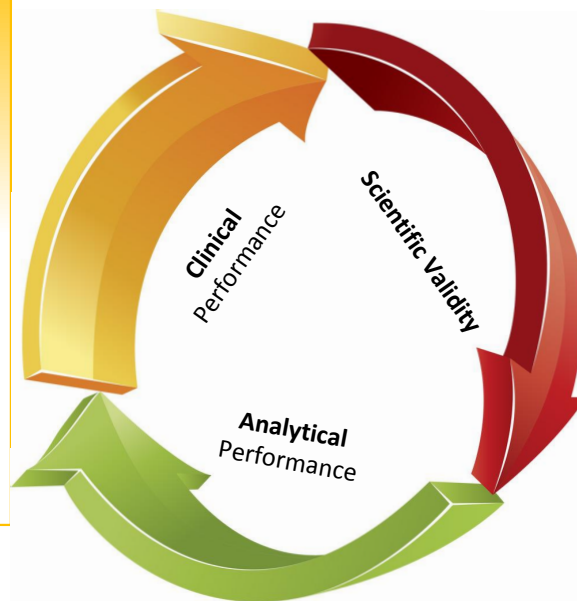 Clinical
Performance
Scientific Validity
Analytical
Performance